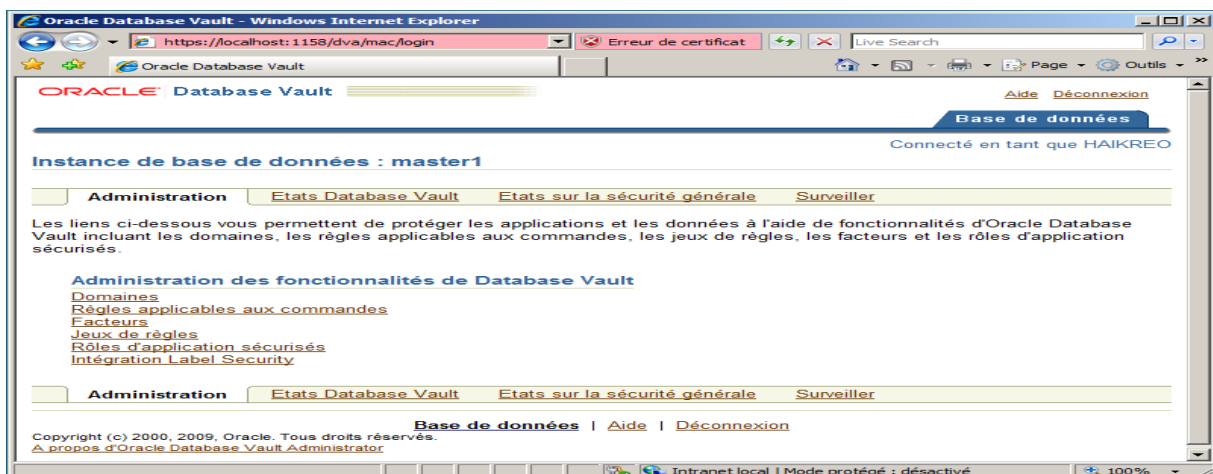 Oracle Database Vault - Windows Internet Explorer
https://localhost:1158/dva/mac/login Erreur de certificat Live Search
Oracle Database Vault Page Outils
ORACLE Database Vault
Aide Déconnexion
Base de données
Connecté en tant que HAIKREO
Instance de base de données : master1
Administration Etats Database Vault Etats sur la sécurité générale Surveiller
Les liens ci-dessous vous permettent de protéger les applications et les données à l'aide de fonctionnalités d'Oracle Database
Vault incluant les domaines, les règles applicables aux commandes, les jeux de règles, les facteurs et les rôles d'application
sécurisés.
Administration des fonctionnalités de Database Vault
Domaines
Règles applicables aux commandes
Facteurs
Jeux de règles
Rôles d'application sécurisés
Intégration Label Security
Administration Etats Database Vault Etats sur la sécurité générale Surveiller
Base de données | Aide | Déconnexion
Copyright (c) 2000, 2009, Oracle. Tous droits réservés.
A propos d'Oracle Database Vault Administrator
Intranet local | Mode protégé : désactivé 100%